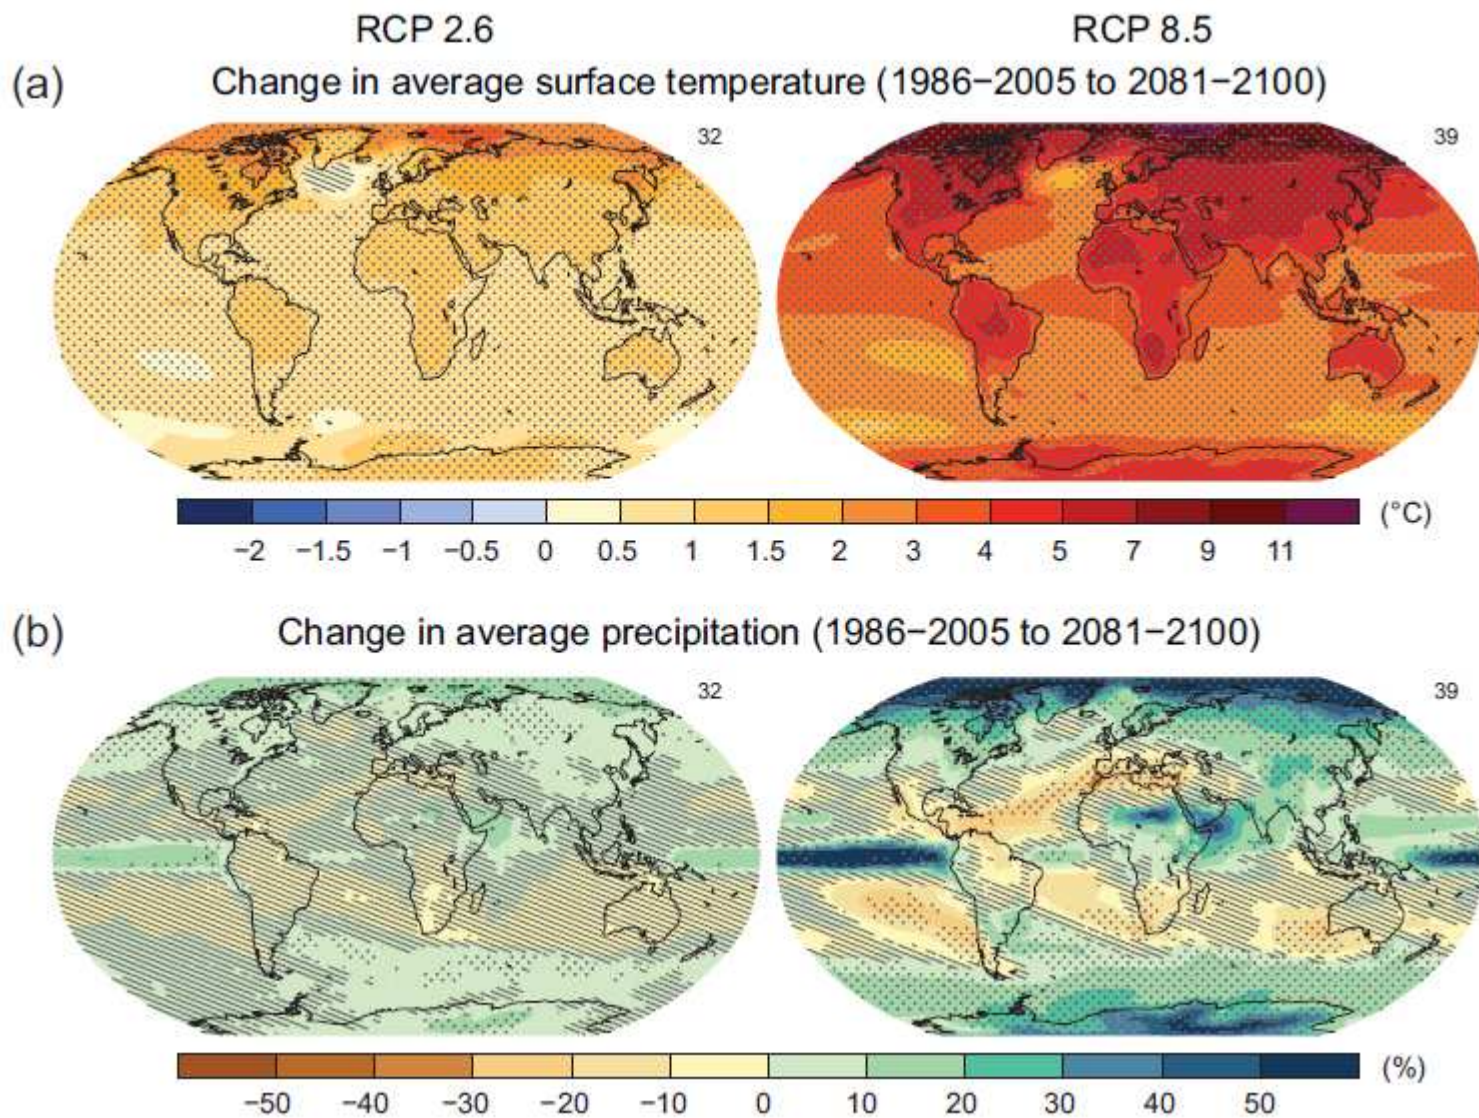 RCP 2.6 RCP 8.5
(a) Change in average surface temperature (1986−2005 to 2081−2100)
32 39
(°C)
−2 −1.5 −1 −0.5 0 0.5 1 1.5 2 3 4 5 7 9 11
(b) Change in average precipitation (1986−2005 to 2081−2100)
32 39
(%)
−50 −40 −30 −20 −10 0 10 20 30 40 50